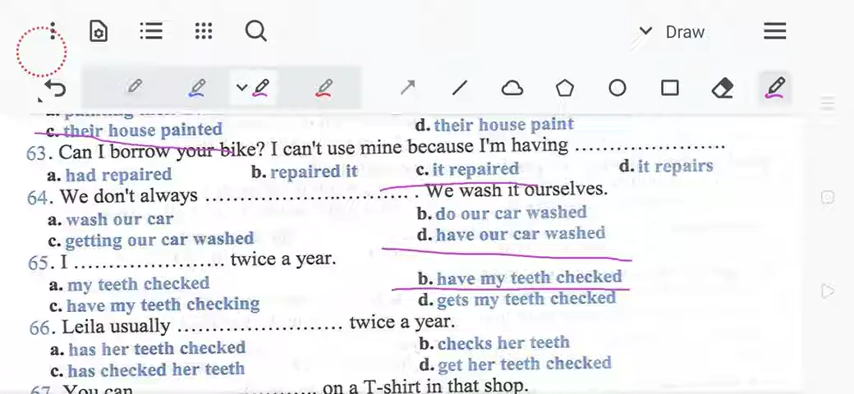 Draw
c. their house painted d. their house paint
63. Can I borrow your bike? I can't use mine because I'm having ........................
a. had repaired b. repaired it c. it repaired d. it repairs
64. We don't always ................................. . We wash it ourselves.
a. wash our car b. do our car washed
c. getting our car washed d. have our car washed
65. I ........................ twice a year.
a. my teeth checked b. have my teeth checked
c. have my teeth checking d. gets my teeth checked
66. Leila usually .......................... twice a year.
a. has her teeth checked b. checks her teeth
c. has checked her teeth d. get her teeth checked
67. You can .............................. on a T-shirt in that shop.